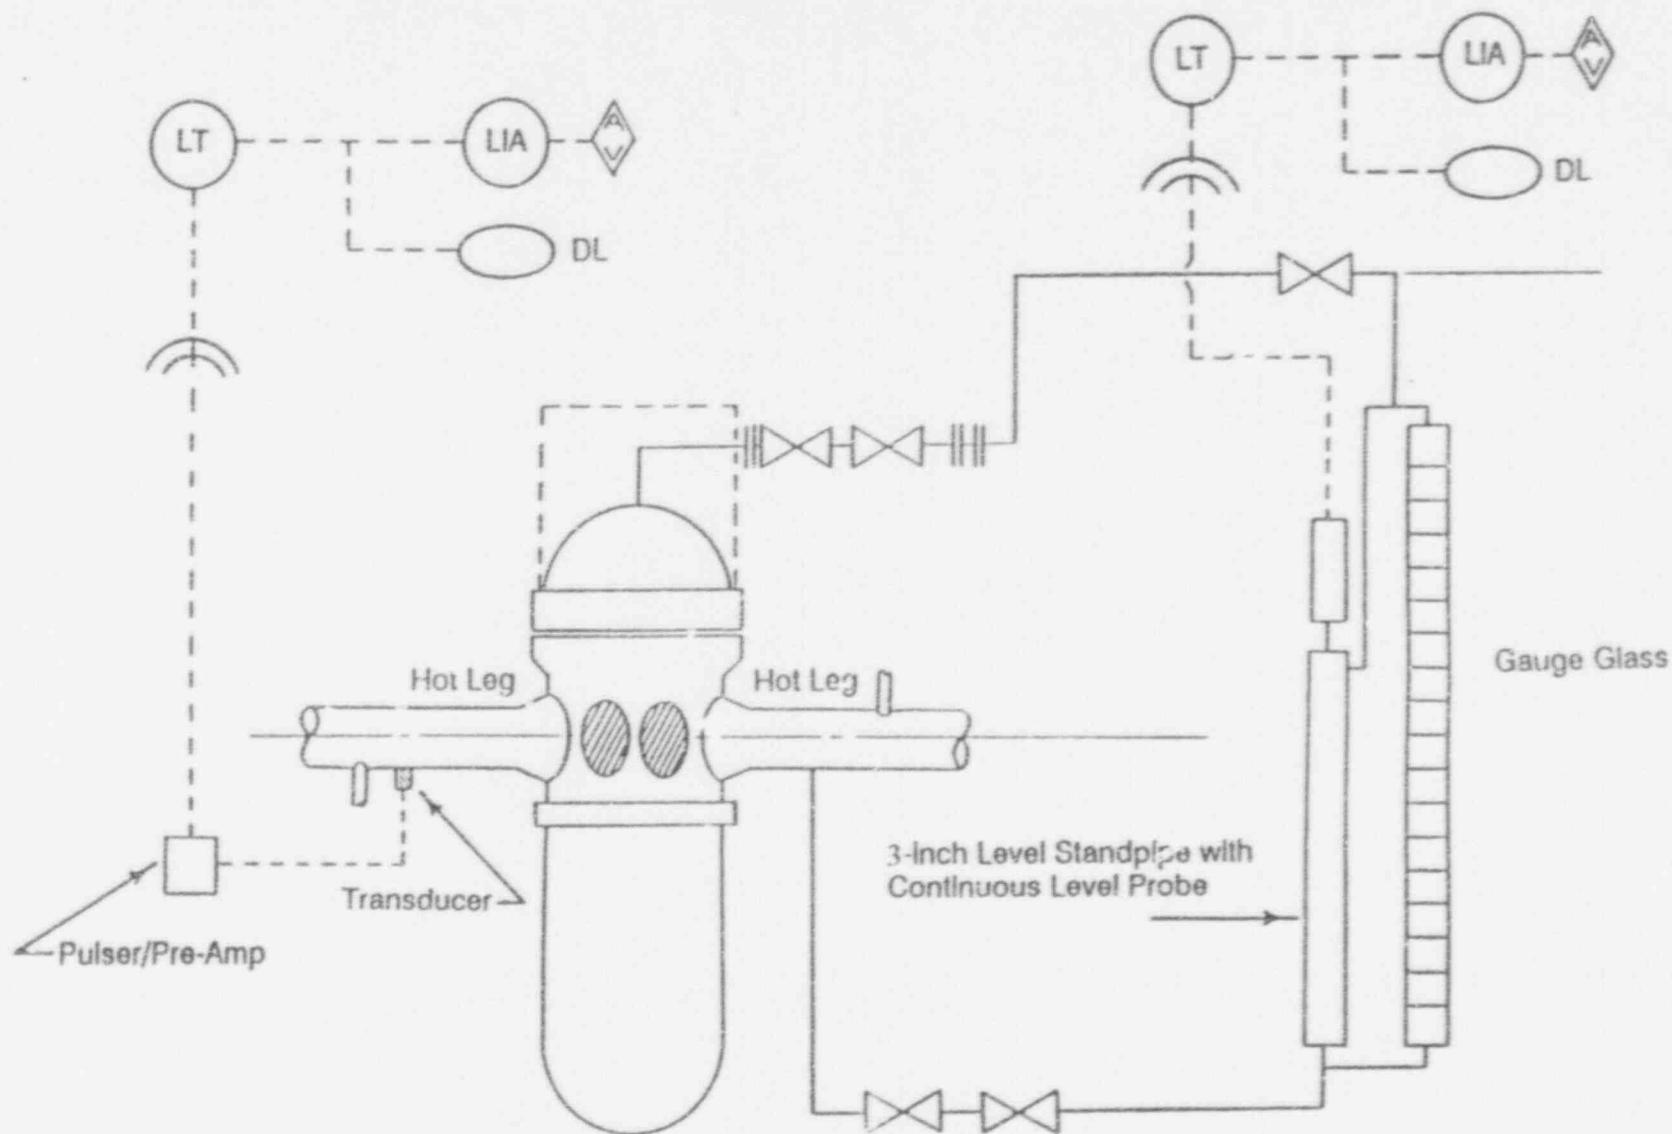 LT
LIA
A
V
LT
LIA
A
V
DL
DL
Gauge Glass
Hot Leg
Hot Leg
3-Inch Level Standpipe with
Continuous Level Probe
Transducer
Pulser/Pre-Amp